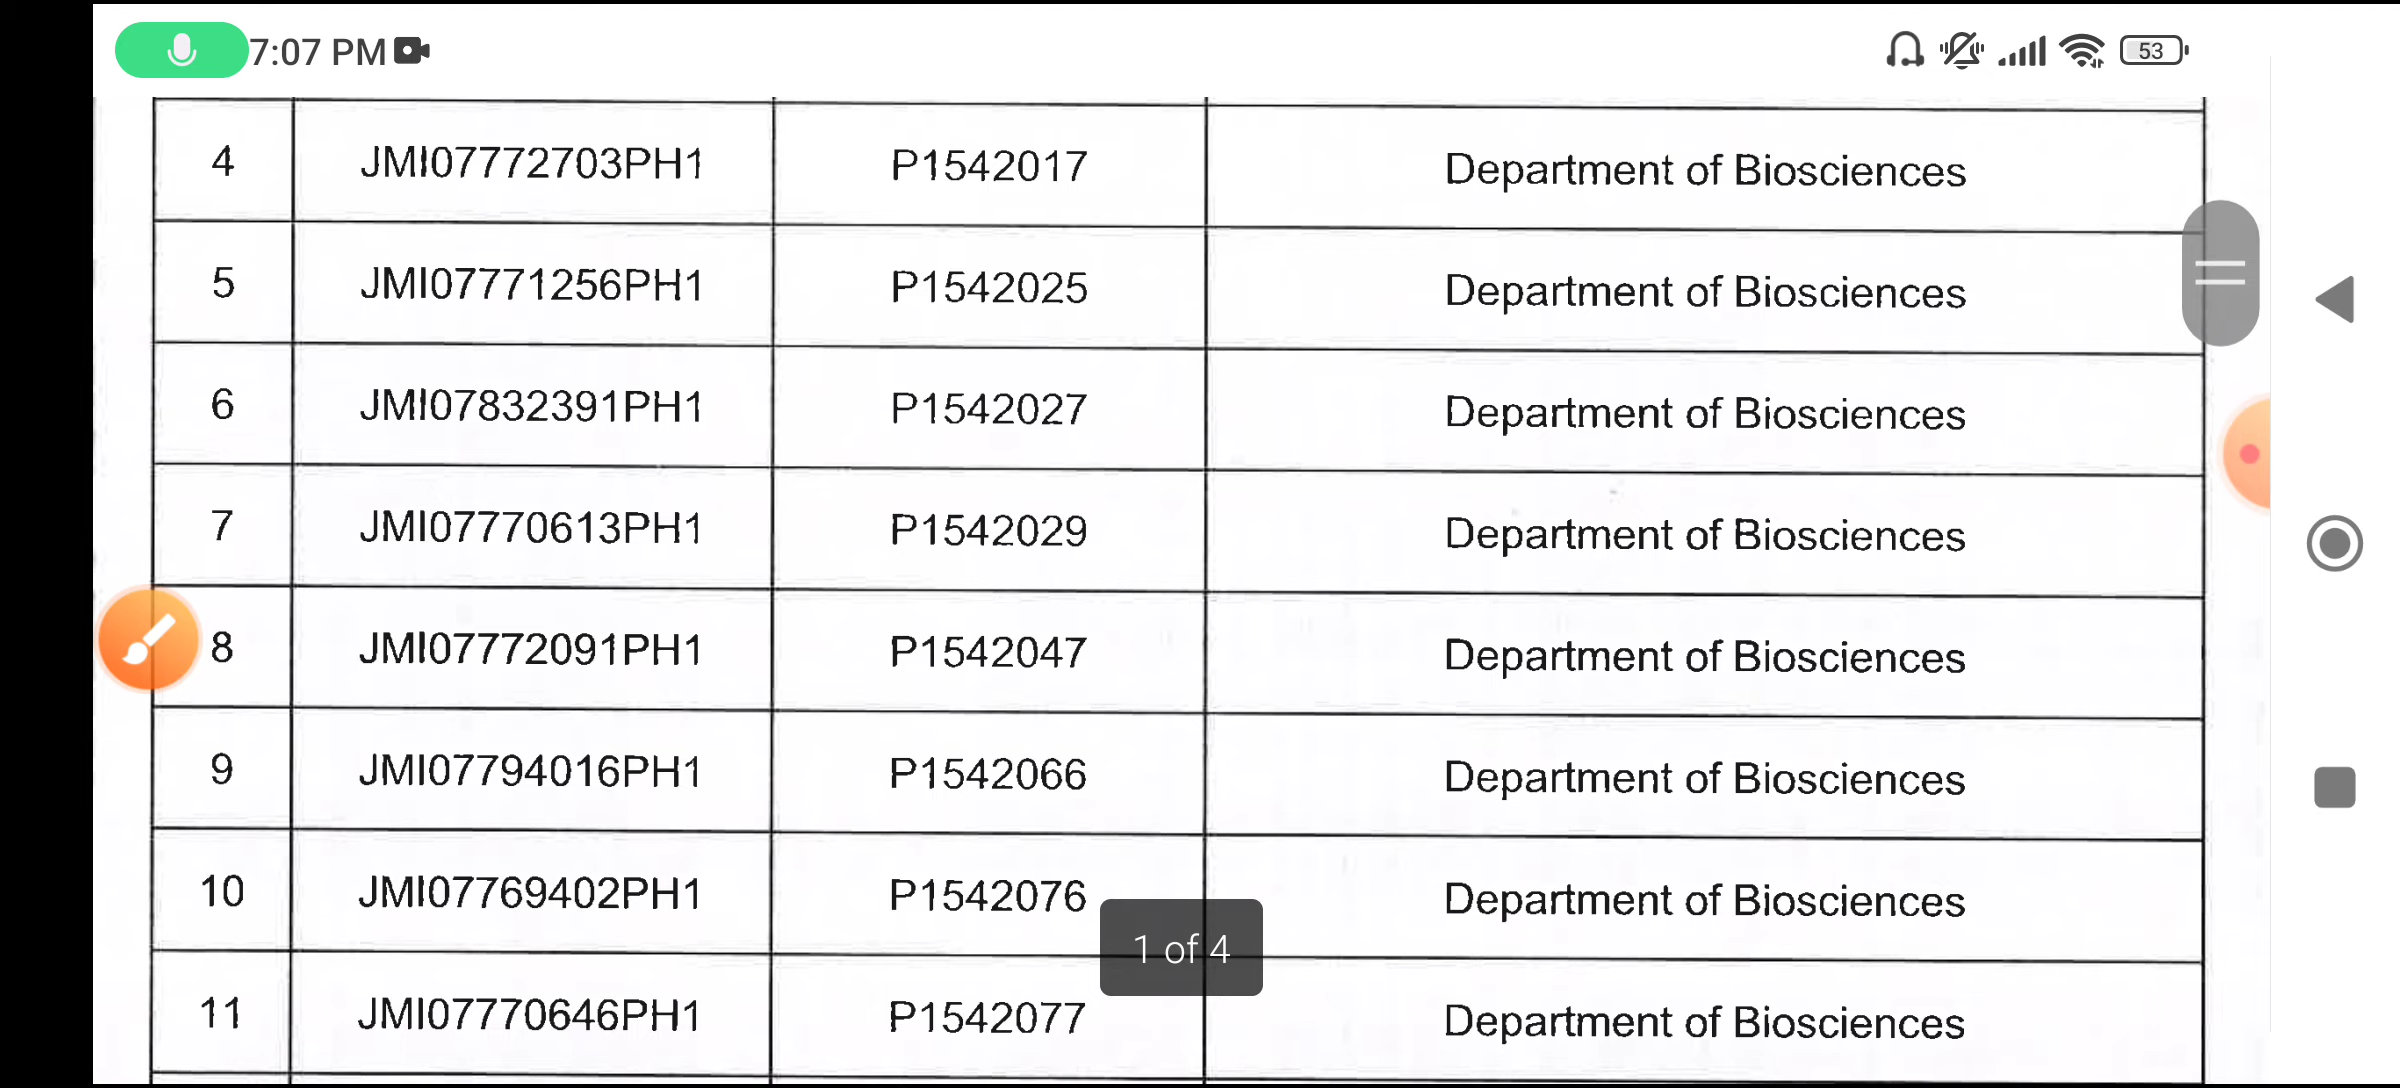 7:07 PM
53
4 JMI07772703PH1 P1542017 Department of Biosciences
5 JMI07771256PH1 P1542025 Department of Biosciences
6 JMI07832391PH1 P1542027 Department of Biosciences
7 JMI07770613PH1 P1542029 Department of Biosciences
8 JMI07772091PH1 P1542047 Department of Biosciences
9 JMI07794016PH1 P1542066 Department of Biosciences
10 JMI07769402PH1 P1542076 Department of Biosciences
1 of 4
11 JMI07770646PH1 P1542077 Department of Biosciences